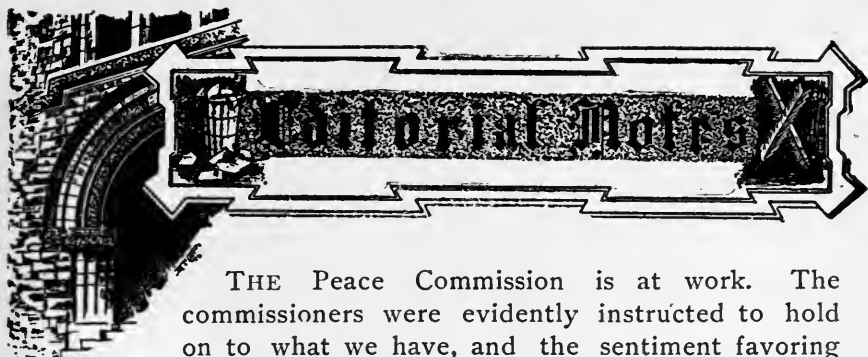 Editorial Notes
THE Peace Commission is at work. The
commissioners were evidently instructed to hold
on to what we have, and the sentiment favoring